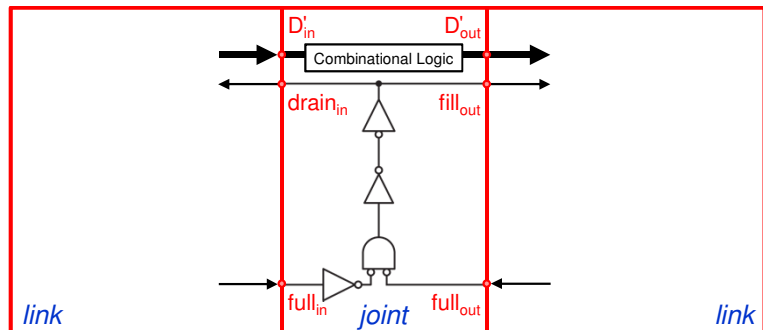 D'in D'out
Combinational Logic
drainin fillout
fullin fullout
link joint link